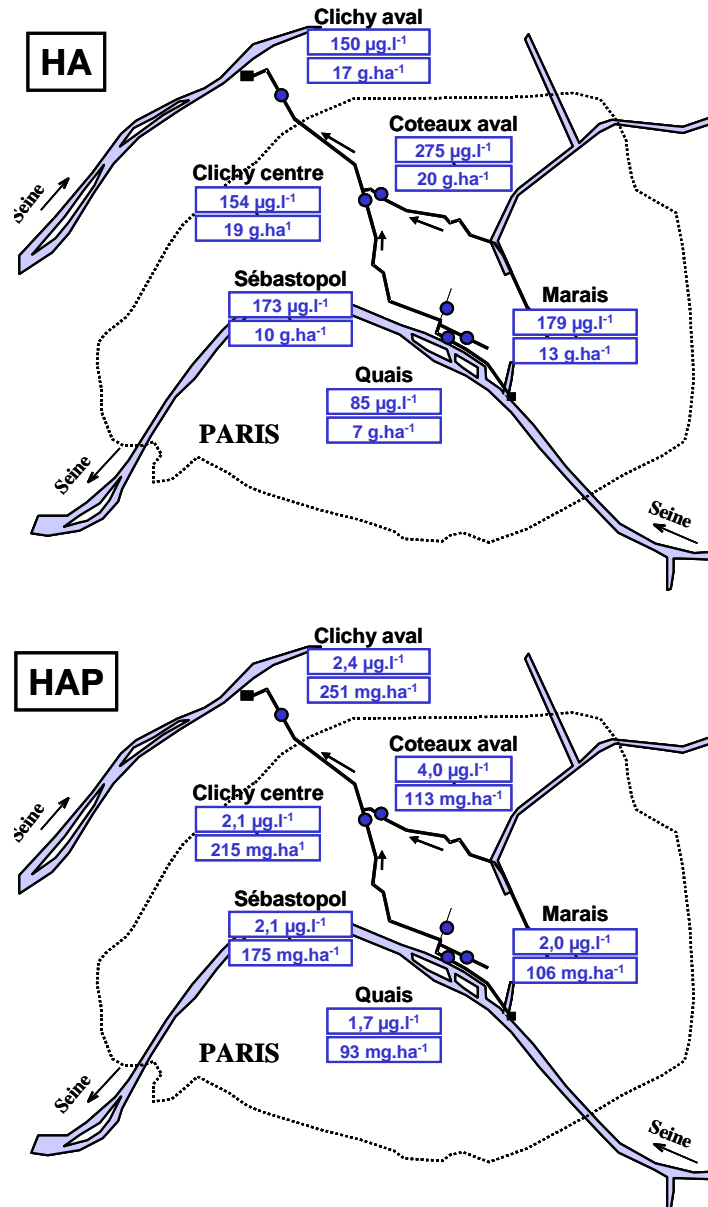 Clichy aval
HA
150 µg.l⁻¹
17 g.ha⁻¹
Coteaux aval
275 µg.l⁻¹
20 g.ha⁻¹
Clichy centre
154 µg.l⁻¹
19 g.ha¹
Seine
Sébastopol
173 µg.l⁻¹
10 g.ha⁻¹
Marais
179 µg.l⁻¹
13 g.ha⁻¹
Quais
85 µg.l⁻¹
7 g.ha⁻¹
PARIS
Seine
Seine
Clichy aval
HAP
2,4 µg.l⁻¹
251 mg.ha⁻¹
Coteaux aval
4,0 µg.l⁻¹
113 mg.ha⁻¹
Clichy centre
2,1 µg.l⁻¹
215 mg.ha¹
Seine
Sébastopol
2,1 µg.l⁻¹
175 mg.ha⁻¹
Marais
2,0 µg.l⁻¹
106 mg.ha⁻¹
Quais
1,7 µg.l⁻¹
93 mg.ha⁻¹
PARIS
Seine
Seine